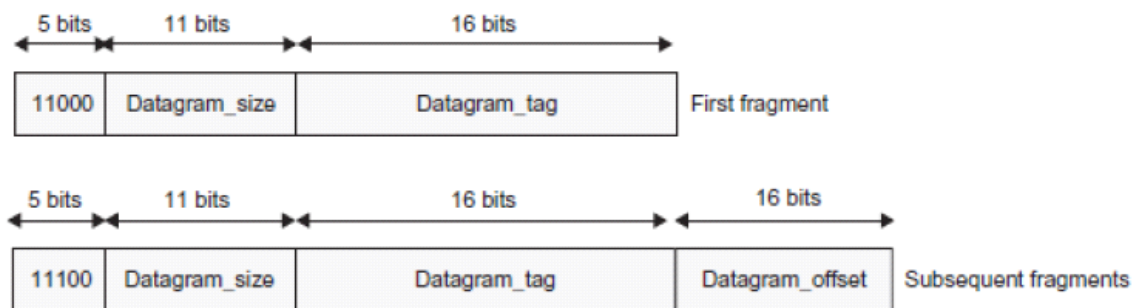 5 bits 11 bits 16 bits
11000 Datagram_size Datagram_tag First fragment
5 bits 11 bits 16 bits 16 bits
11100 Datagram_size Datagram_tag Datagram_offset Subsequent fragments